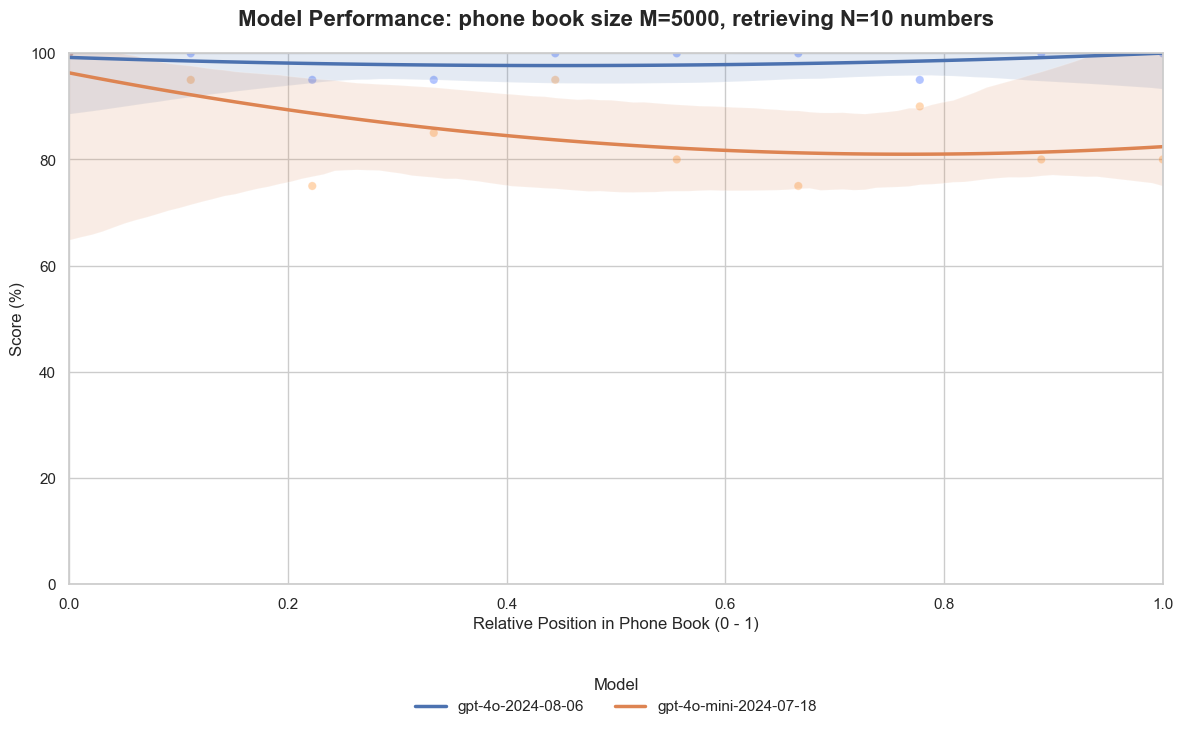 Model Performance: phone book size M=5000, retrieving N=10 numbers
100
80
60
40
20
0
Score (%)
0.0 0.2 0.4 0.6 0.8 1.0
Relative Position in Phone Book (0 - 1)
Model
gpt-4o-2024-08-06 gpt-4o-mini-2024-07-18